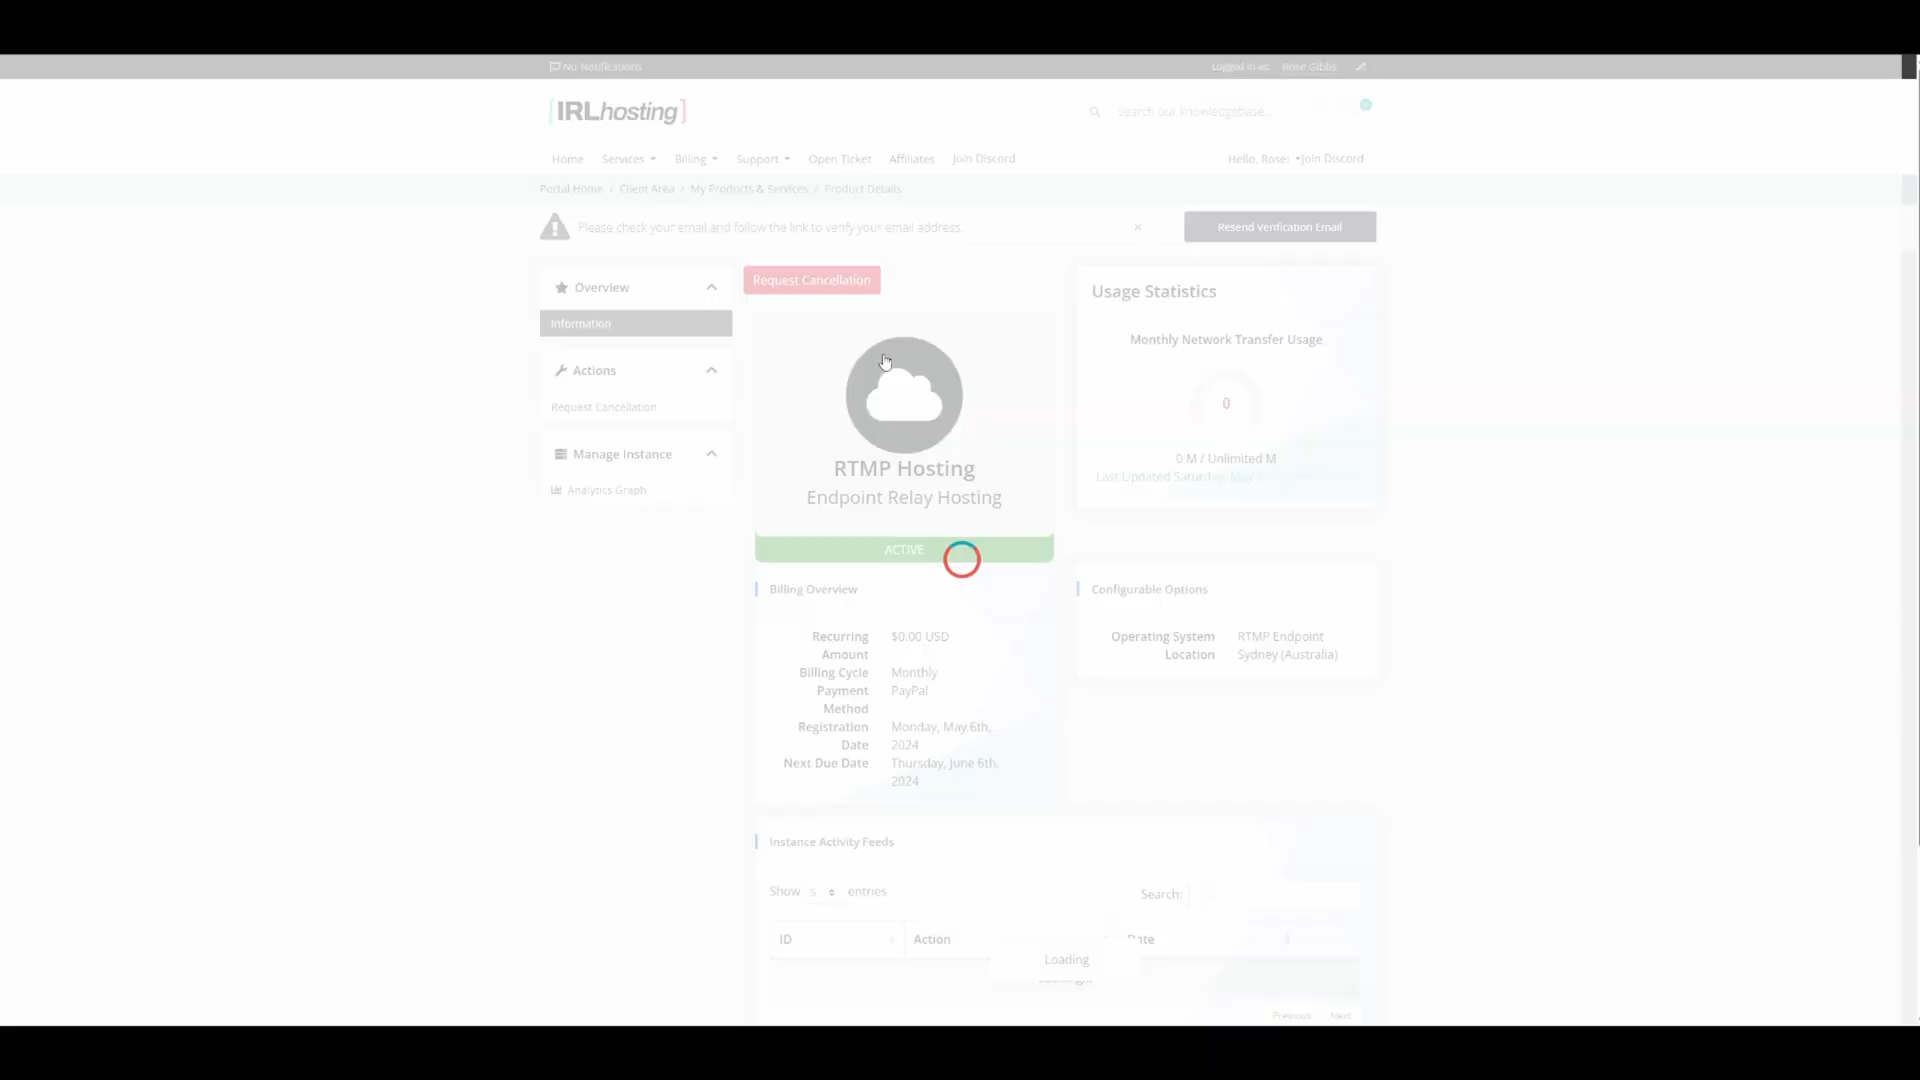 No Notifications
Logged in as: Rose Gibbs
[IRLhosting]
Search our knowledgebase...
Home Services Billing Support Open Ticket Affiliates Join Discord
Hello, Rose! Join Discord
Portal Home / Client Area / My Products & Services / Product Details
Please check your email and follow the link to verify your email address. ×
Resend Verification Email
Overview
Information
Actions
Request Cancellation
Manage Instance
Analytics Graph
Request Cancellation
RTMP Hosting
Endpoint Relay Hosting
ACTIVE
Usage Statistics
Monthly Network Transfer Usage
0
0 M / Unlimited M
Last Updated Saturday, May
Billing Overview
Recurring Amount $0.00 USD
Billing Cycle Monthly
Payment Method PayPal
Registration Date Monday, May 6th, 2024
Next Due Date Thursday, June 6th, 2024
Configurable Options
Operating System RTMP Endpoint
Location Sydney (Australia)
Instance Activity Feeds
Show 5 entries
Search:
ID Action Date
Loading
Previous Next